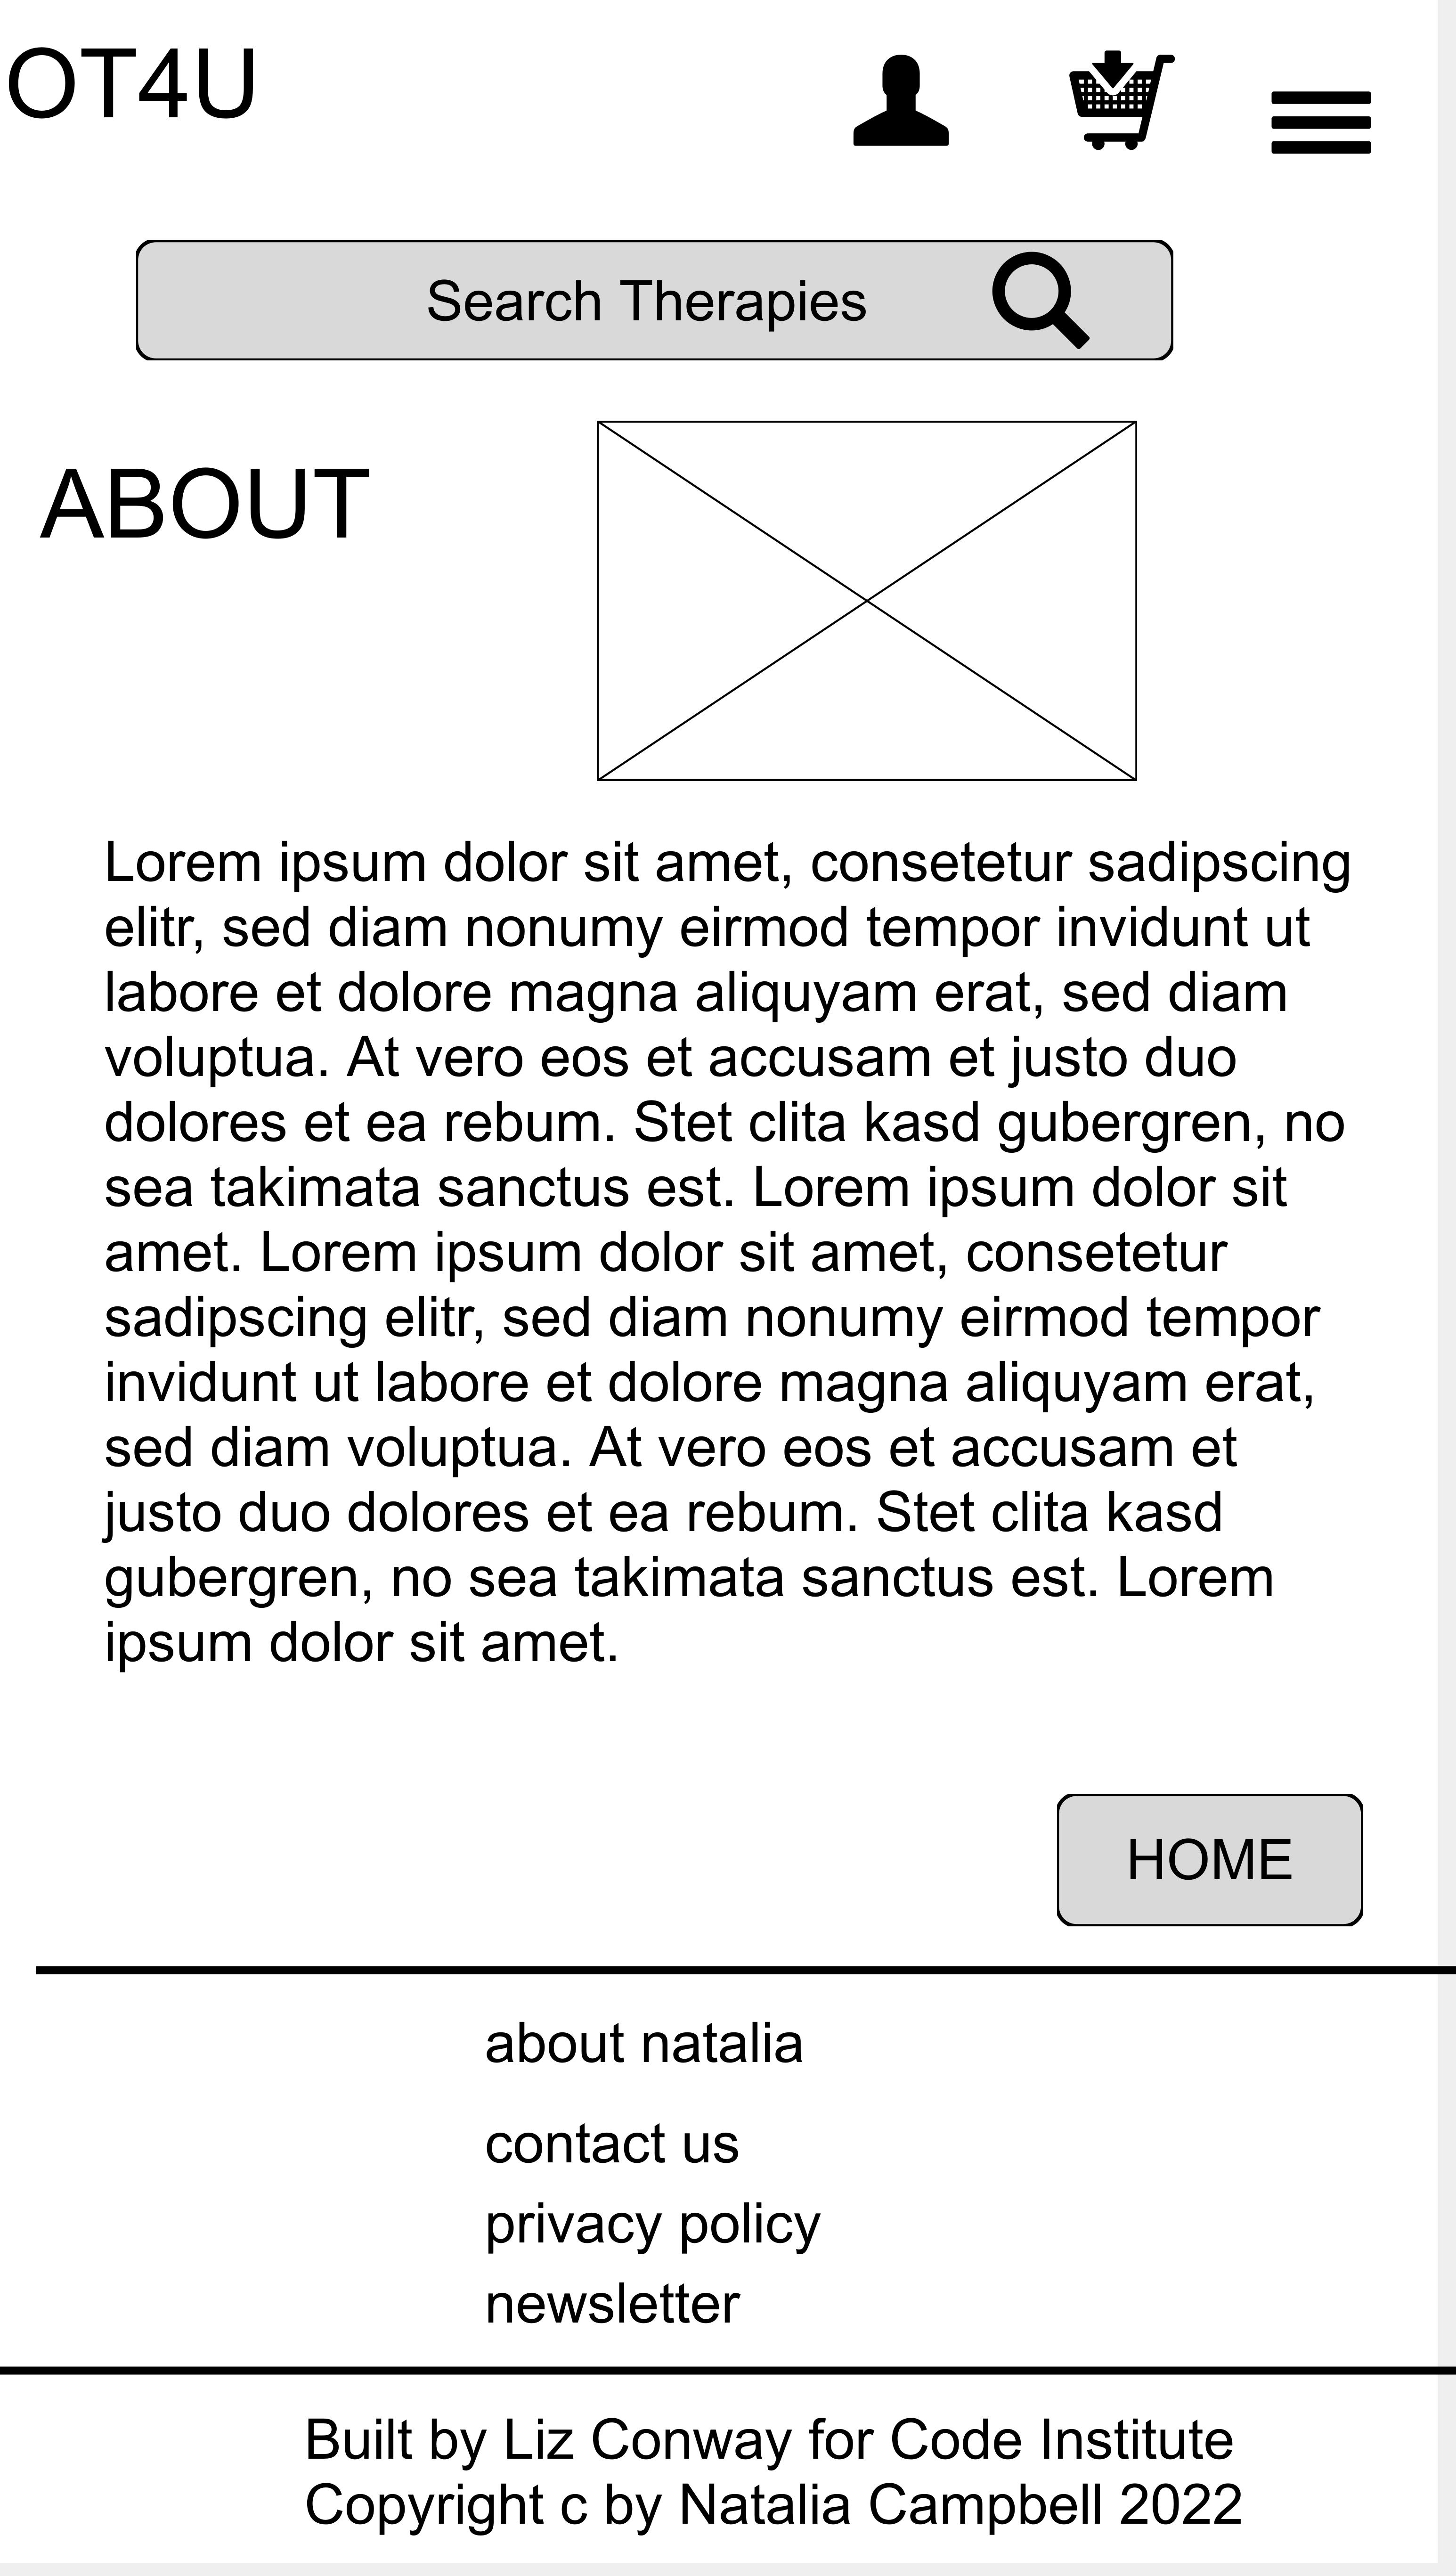 OT4U
Search Therapies
ABOUT
Lorem ipsum dolor sit amet, consetetur sadipscing
elitr, sed diam nonumy eirmod tempor invidunt ut
labore et dolore magna aliquyam erat, sed diam
voluptua. At vero eos et accusam et justo duo
dolores et ea rebum. Stet clita kasd gubergren, no
sea takimata sanctus est. Lorem ipsum dolor sit
amet. Lorem ipsum dolor sit amet, consetetur
sadipscing elitr, sed diam nonumy eirmod tempor
invidunt ut labore et dolore magna aliquyam erat,
sed diam voluptua. At vero eos et accusam et
justo duo dolores et ea rebum. Stet clita kasd
gubergren, no sea takimata sanctus est. Lorem
ipsum dolor sit amet.
HOME
about natalia
contact us
privacy policy
newsletter
Built by Liz Conway for Code Institute
Copyright c by Natalia Campbell 2022